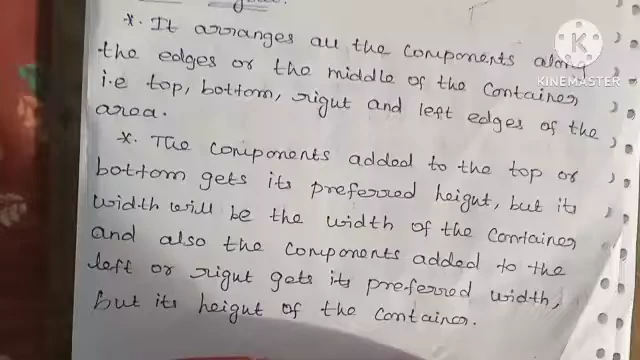 *. It arranges all the components along
the edges or the middle of the container
i.e top, bottom, right and left edges of the
area.
*. The components added to the top or
bottom gets its preferred height, but its
width will be the width of the container
and also the components added to the
left or right gets its preferred width,
but its height of the container.
K
KINEMASTER